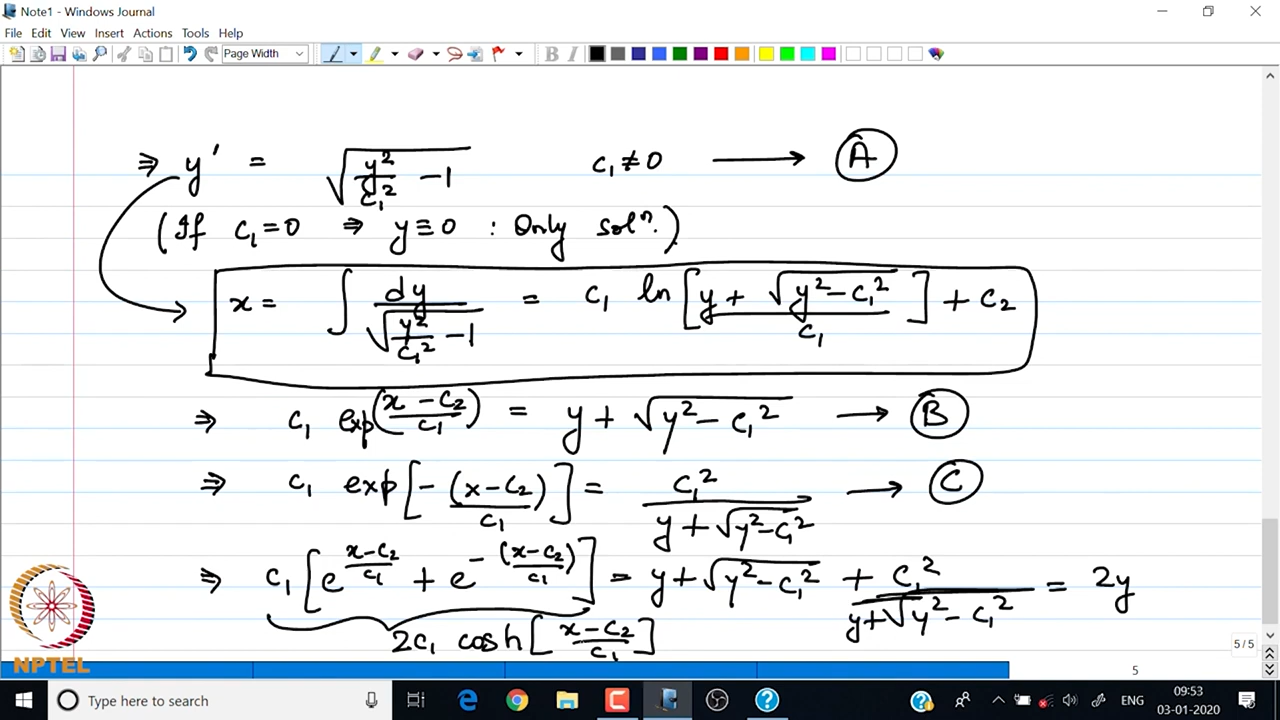 Note1 - Windows Journal
File Edit View Insert Actions Tools Help
Page Width B I
⇒ y' = √(y²/c₁² - 1) c₁ ≠ 0 ⟶ (A)
(If c₁ = 0 ⇒ y ≡ 0 : Only solⁿ.)
x = ∫ dy/√(y²/c₁² - 1) = c₁ ln [(y + √(y² - c₁²))/c₁] + c₂
⇒ c₁ exp((x - c₂)/c₁) = y + √(y² - c₁²) ⟶ (B)
⇒ c₁ exp[-(x - c₂)/c₁] = c₁²/(y + √(y² - c₁²)) ⟶ (C)
⇒ c₁ [e^((x-c₂)/c₁) + e^(-((x-c₂)/c₁))] = y + √(y² - c₁²) + c₁²/(y + √(y² - c₁²)) = 2y
2c₁ cosh[(x - c₂)/c₁]
NPTEL
5
5 / 5
Type here to search
ENG
09:53
03-01-2020